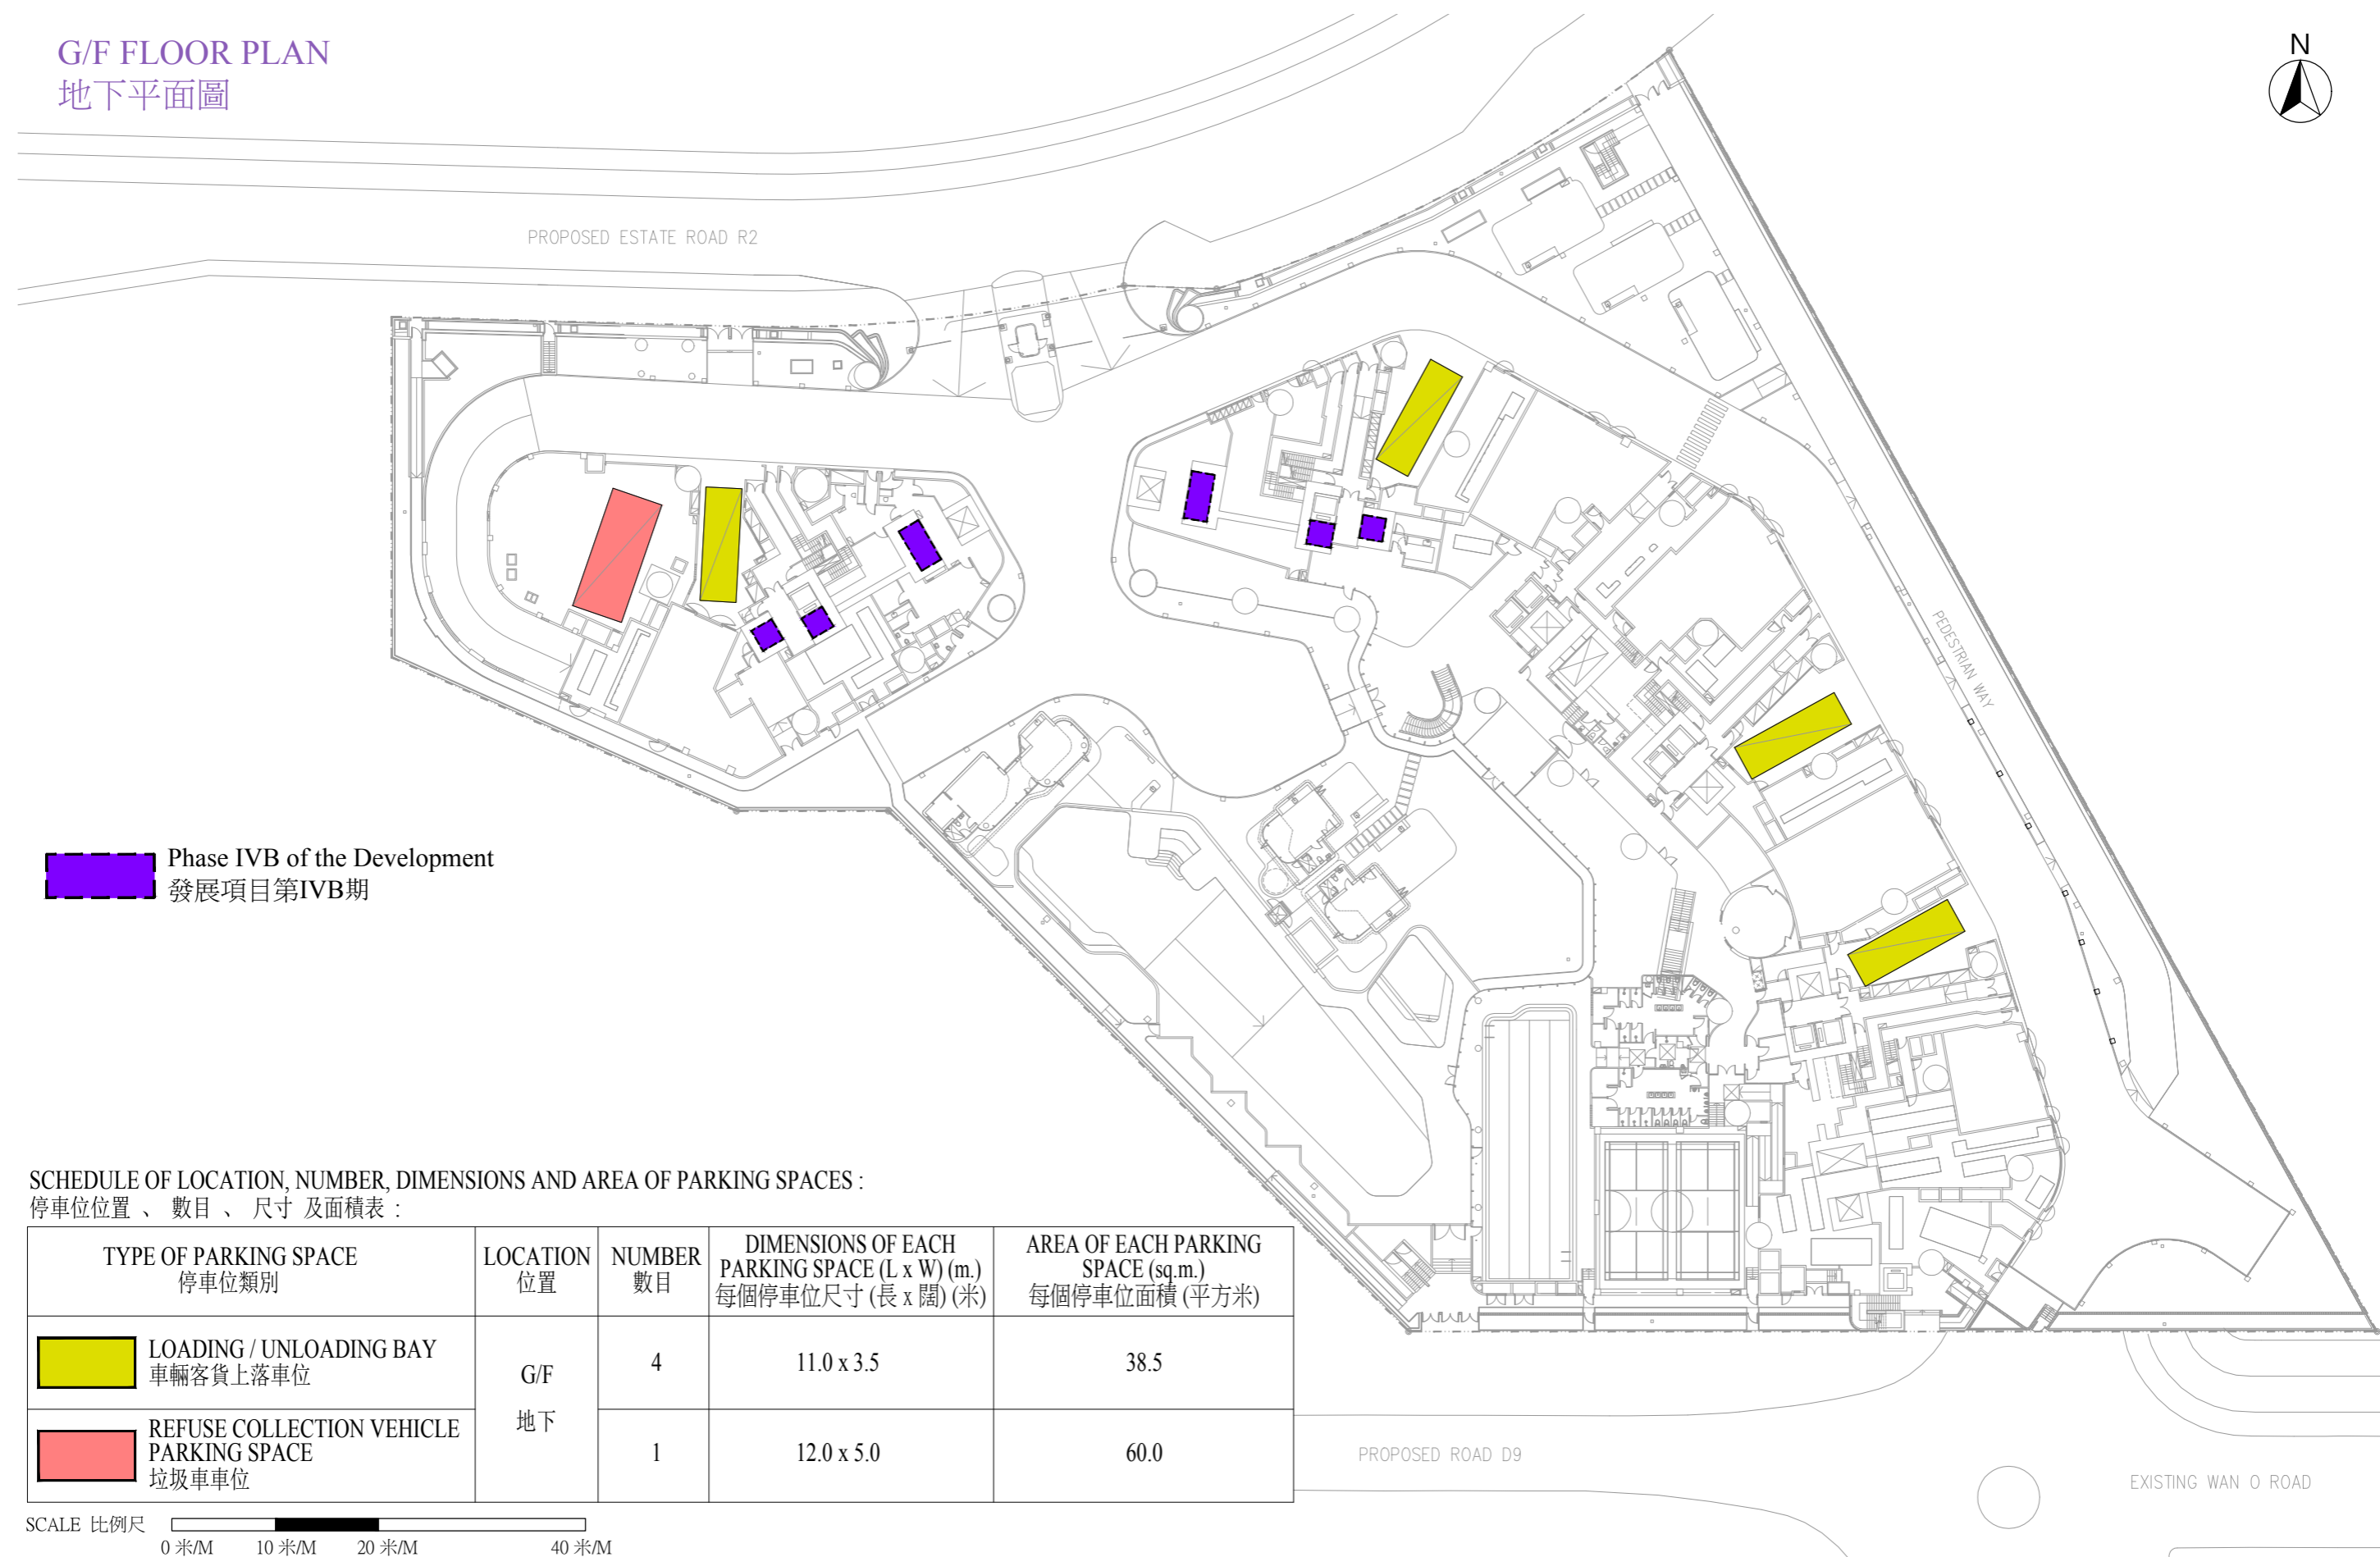 G/F FLOOR PLAN
地下平面圖
N
PROPOSED ESTATE ROAD R2
PEDESTRIAN WAY
Phase IVB of the Development
發展項目第IVB期
SCHEDULE OF LOCATION, NUMBER, DIMENSIONS AND AREA OF PARKING SPACES :
停車位位置 、 數目 、 尺寸 及面積表 :
TYPE OF PARKING SPACE
停車位類別
LOCATION
位置
NUMBER
數目
DIMENSIONS OF EACH
PARKING SPACE (L x W) (m.)
每個停車位尺寸 (長 x 闊) (米)
AREA OF EACH PARKING
SPACE (sq.m.)
每個停車位面積 (平方米)
LOADING / UNLOADING BAY
車輛客貨上落車位
G/F
地下
4
11.0 x 3.5
38.5
REFUSE COLLECTION VEHICLE
PARKING SPACE
垃圾車車位
1
12.0 x 5.0
60.0
PROPOSED ROAD D9
EXISTING WAN O ROAD
SCALE 比例尺
0 米/M 10 米/M 20 米/M 40 米/M